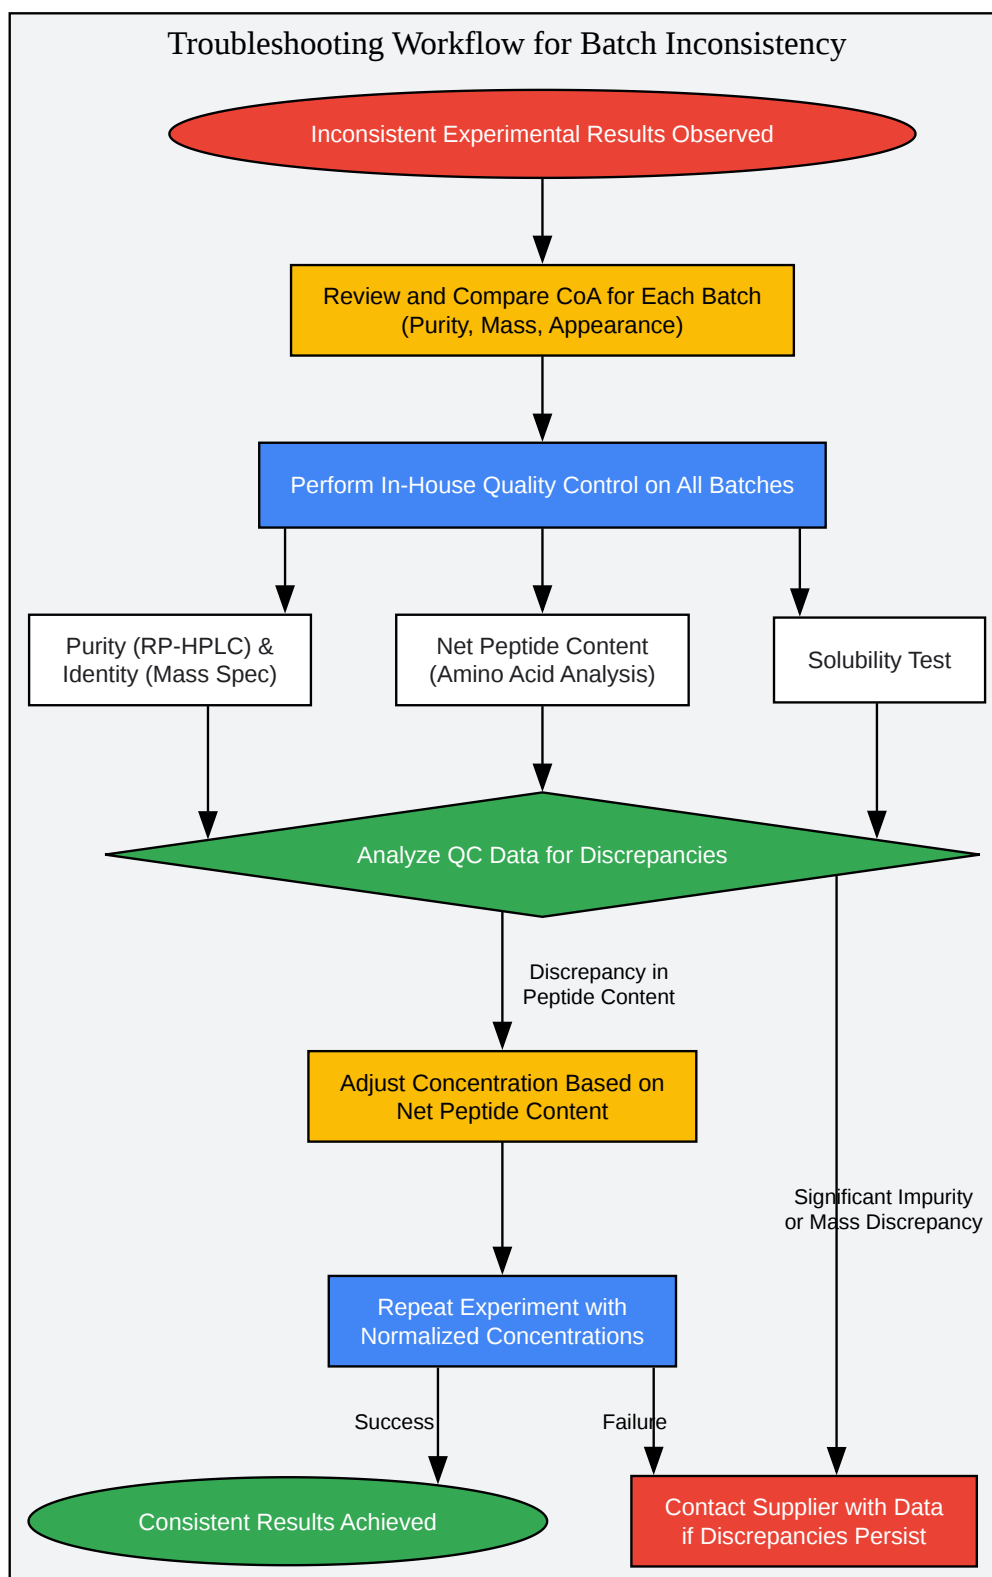 Troubleshooting Workflow for Batch Inconsistency
Inconsistent Experimental Results Observed
Review and Compare CoA for Each Batch
(Purity, Mass, Appearance)
Perform In-House Quality Control on All Batches
Purity (RP-HPLC) &
Identity (Mass Spec)
Net Peptide Content
(Amino Acid Analysis)
Solubility Test
Analyze QC Data for Discrepancies
Discrepancy in
Peptide Content
Adjust Concentration Based on
Net Peptide Content
Significant Impurity
or Mass Discrepancy
Repeat Experiment with
Normalized Concentrations
Success
Failure
Consistent Results Achieved
Contact Supplier with Data
if Discrepancies Persist